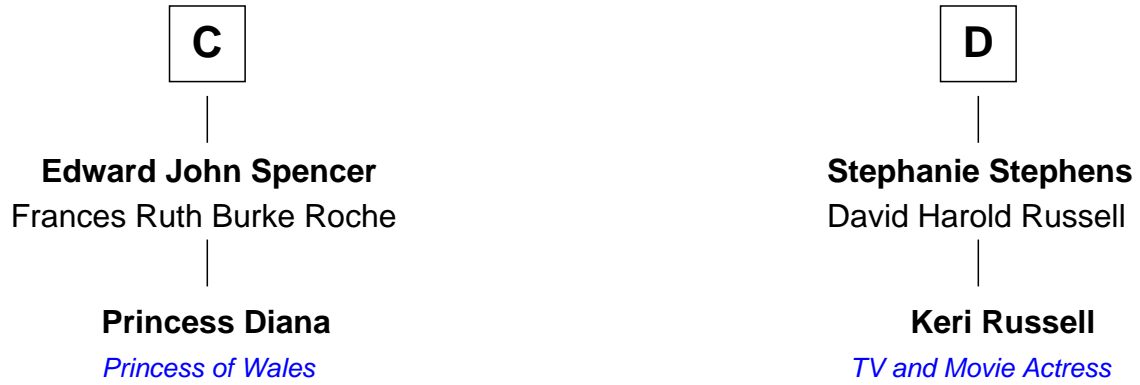 C
Edward John Spencer
Frances Ruth Burke Roche
Princess Diana
Princess of Wales
D
Stephanie Stephens
David Harold Russell
Keri Russell
TV and Movie Actress